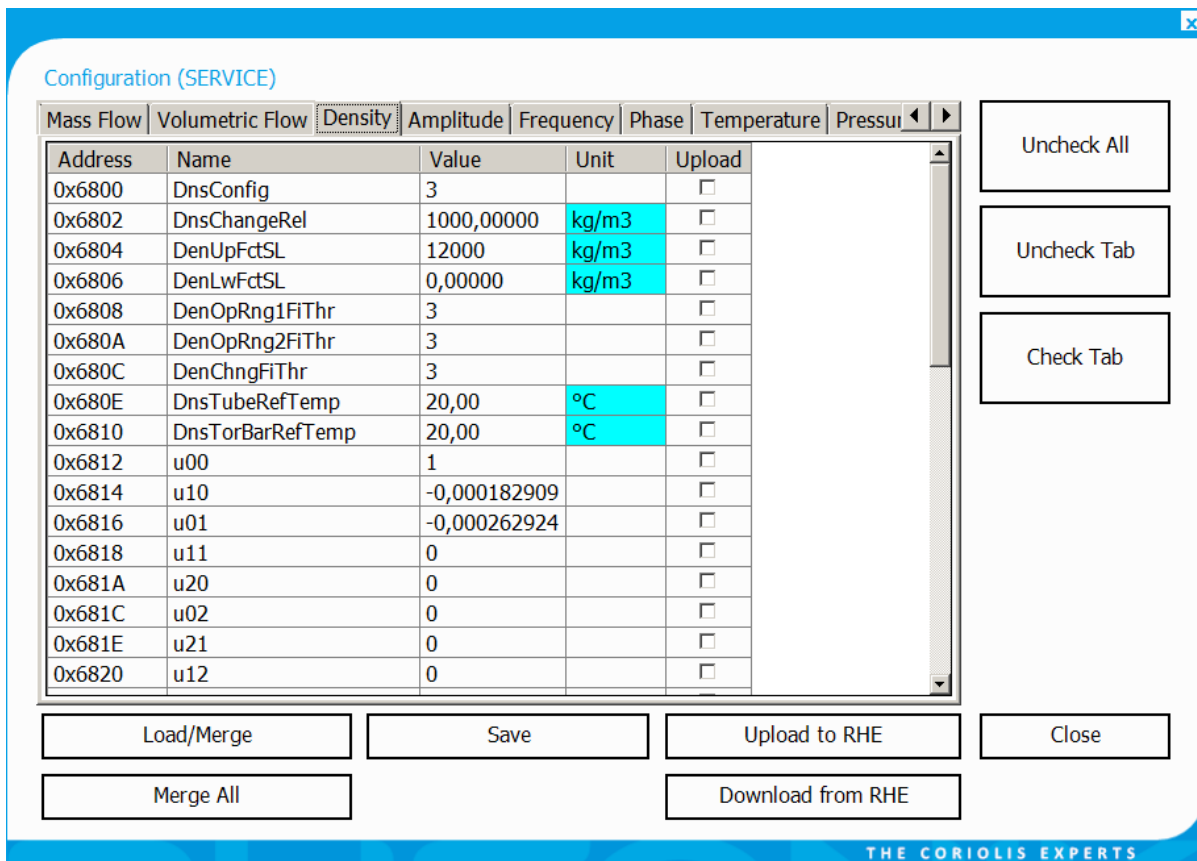 x
Configuration (SERVICE)
Mass Flow Volumetric Flow Density Amplitude Frequency Phase Temperature
Address Name Value Unit Upload
0x6800 DnsConfig 3
0x6802 DnsChangeRel 1000,00000 kg/m3
0x6804 DenUpFctSL 12000 kg/m3
0x6806 DenLwFctSL 0,00000 kg/m3
0x6808 DenOpRng1FiThr 3
0x680A DenOpRng2FiThr 3
0x680C DenChngFiThr 3
0x680E DnsTubeRefTemp 20,00 °C
0x6810 DnsTorBarRefTemp 20,00 °C
0x6812 u00 1
0x6814 u10 -0,000182909
0x6816 u01 -0,000262924
0x6818 u11 0
0x681A u20 0
0x681C u02 0
0x681E u21 0
0x6820 u12 0
Uncheck All
Uncheck Tab
Check Tab
Load/Merge Save Upload to RHE Close
Merge All Download from RHE
THE CORIOLIS EXPERTS